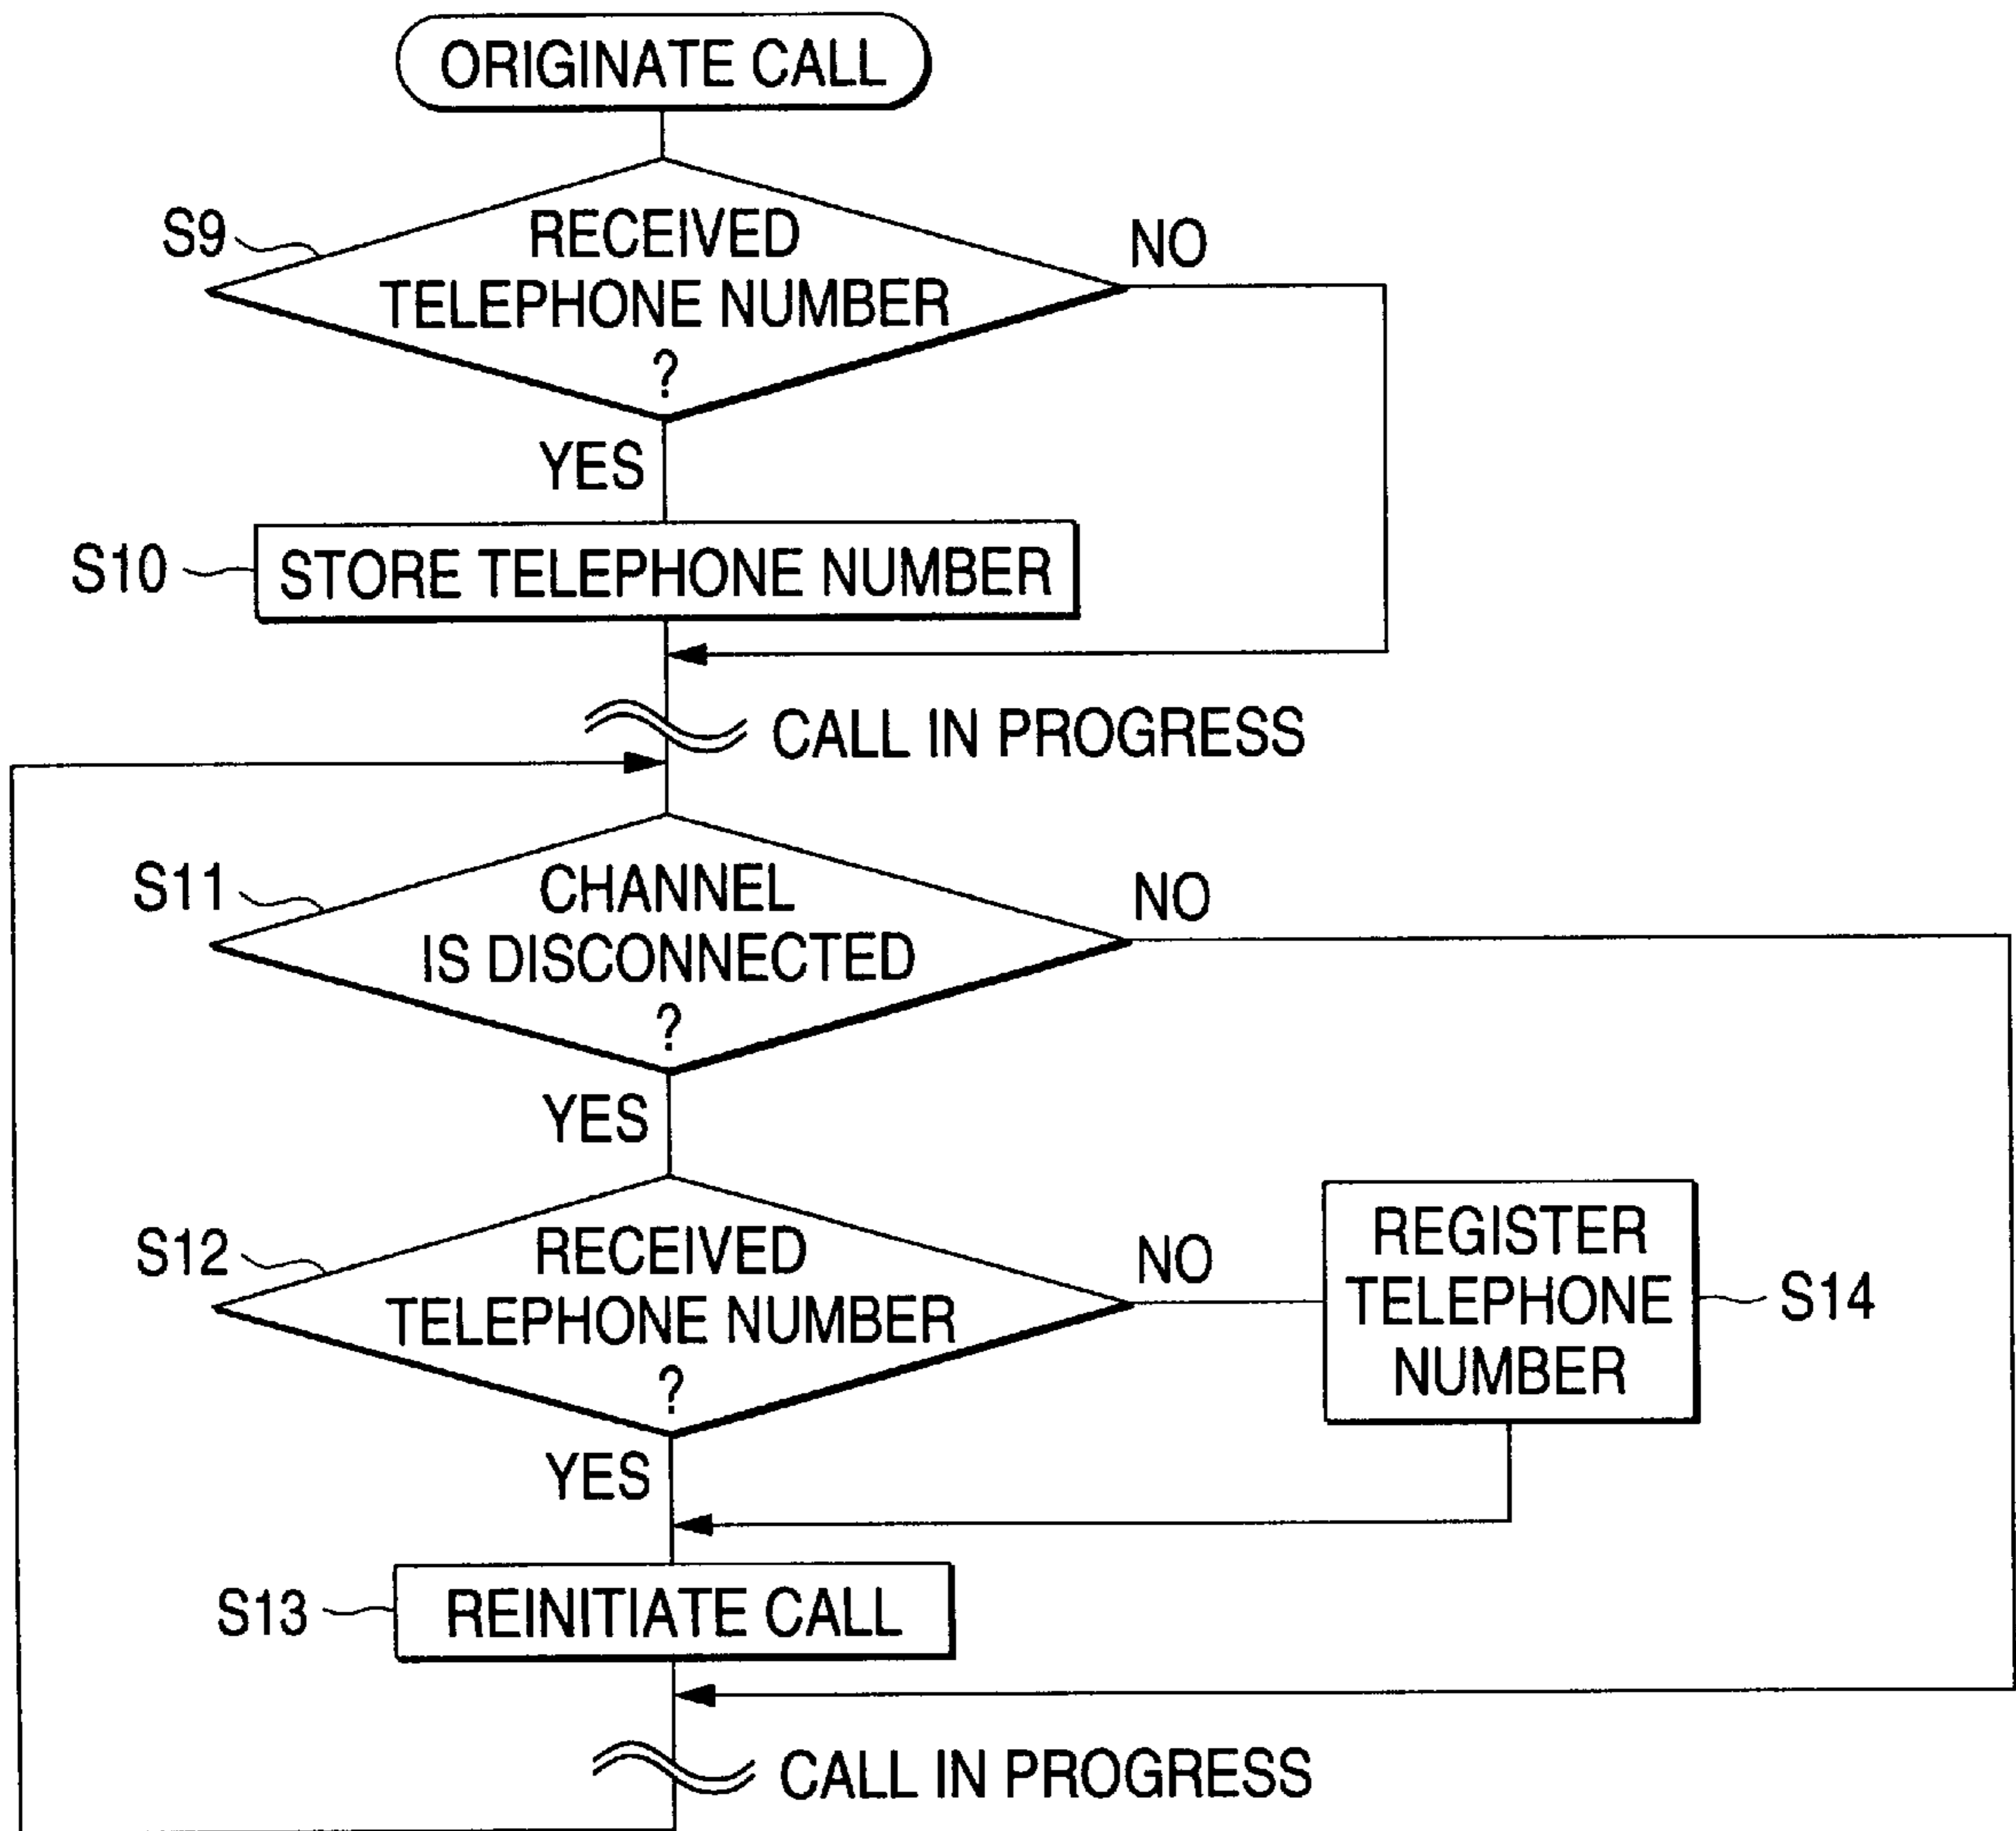 ORIGINATE CALL
S9
RECEIVED
TELEPHONE NUMBER
?
NO
YES
S10
STORE TELEPHONE NUMBER
CALL IN PROGRESS
S11
CHANNEL
IS DISCONNECTED
?
NO
YES
S12
RECEIVED
TELEPHONE NUMBER
?
NO
REGISTER
TELEPHONE
NUMBER
S14
YES
S13
REINITIATE CALL
CALL IN PROGRESS